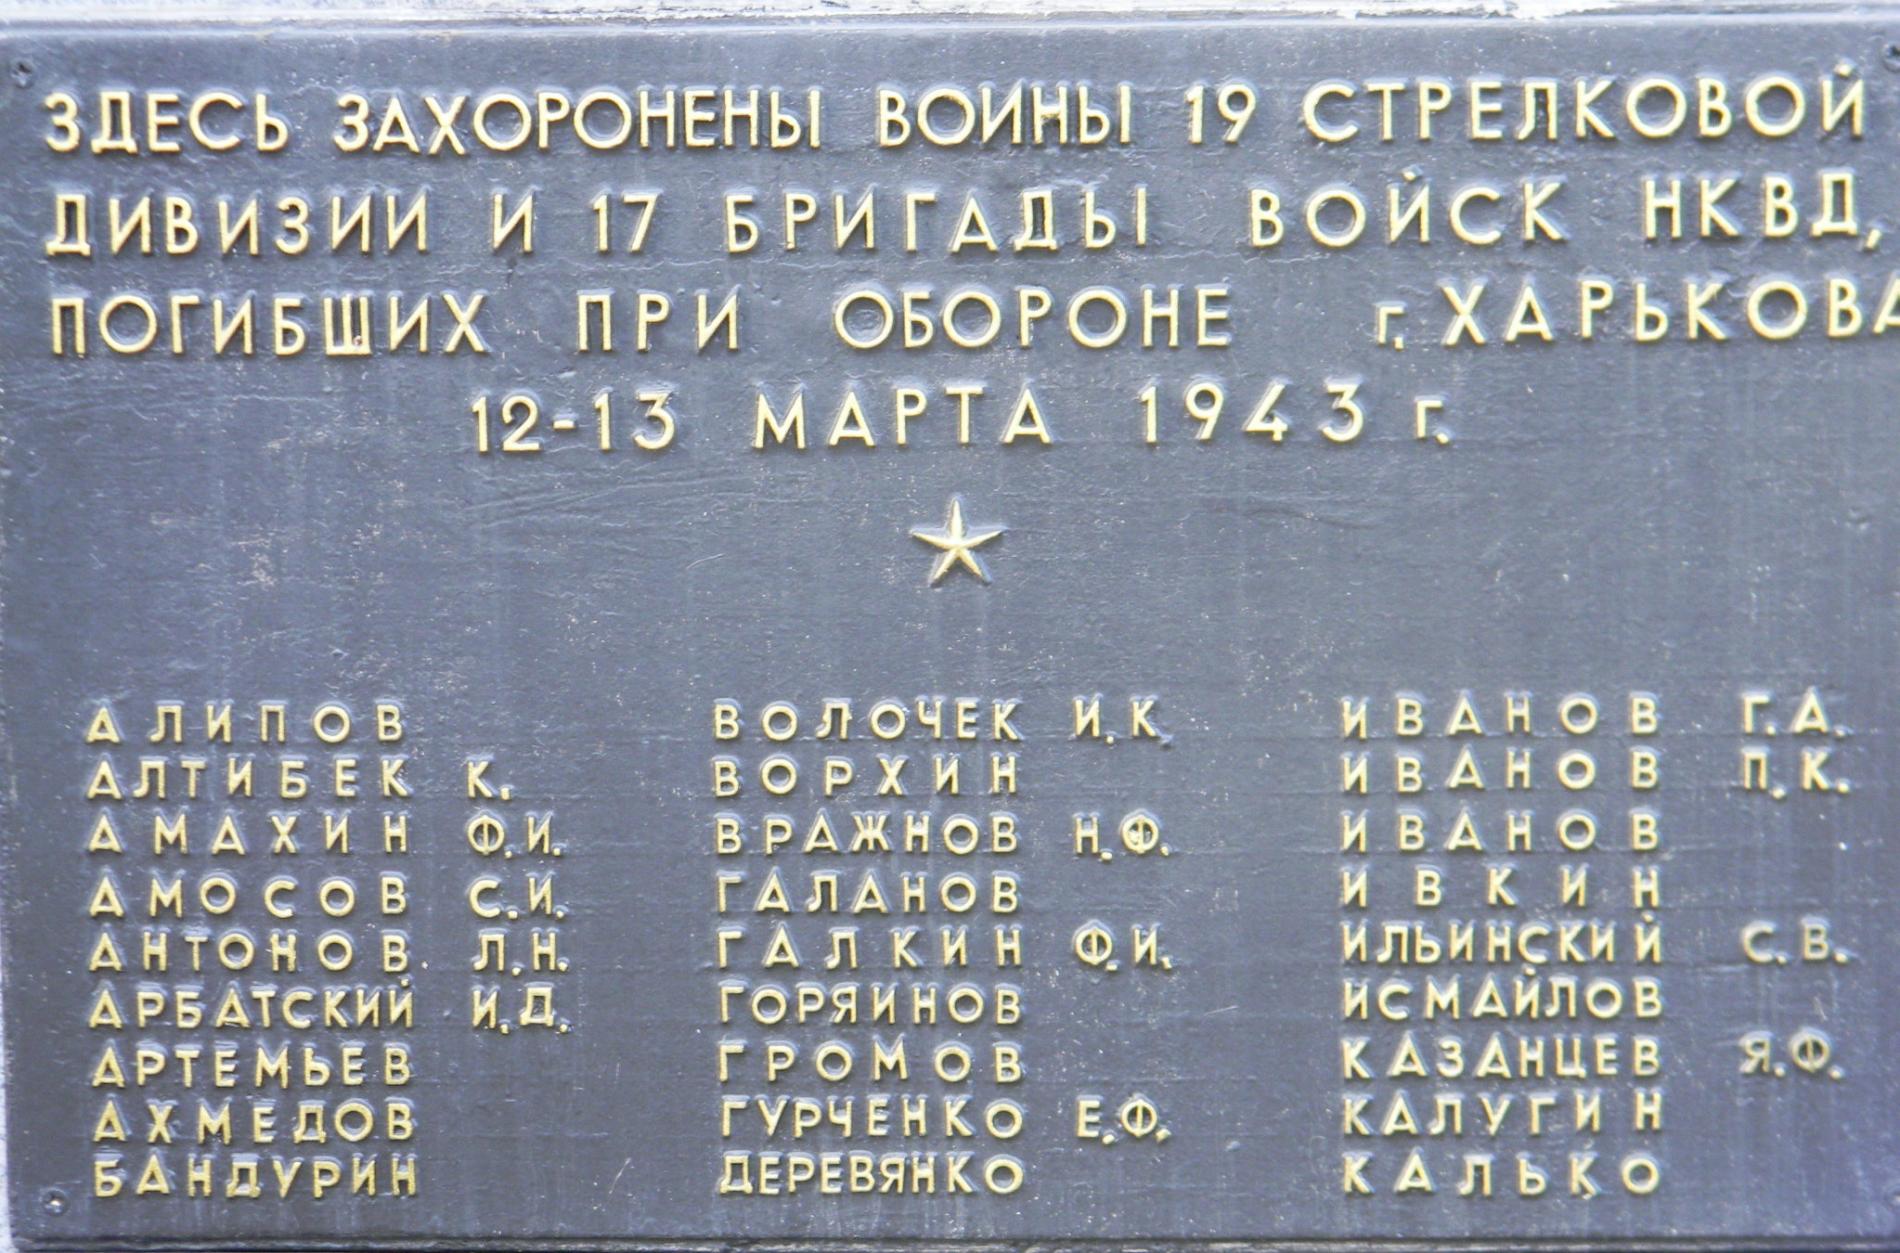 ЗДЕСЬ ЗАХОРОНЕНЫ ВОИНЫ 19 СТРЕЛКОВОЙ
ДИВИЗИИ И 17 БРИГАДЫ ВОЙСК НКВД,
ПОГИБШИХ ПРИ ОБОРОНЕ г. ХАРЬКОВА
12-13 МАРТА 1943 г.
АЛИПОВ
АЛТИБЕК К.
АМАХИН Ф.И.
АМОСОВ С.И.
АНТОНОВ Л.Н.
АРБАТСКИЙ И.Д.
АРТЕМЬЕВ
АХМЕДОВ
БАНДУРИН
ВОЛОЧЕК И.К.
ВОРХИН
ВРАЖНОВ Н.Ф.
ГАЛАНОВ
ГАЛКИН Ф.И.
ГОРЯИНОВ
ГРОМОВ
ГУРЧЕНКО Е.Ф.
ДЕРЕВЯНКО
ИВАНОВ Г.А.
ИВАНОВ П.К.
ИВАНОВ
ИВКИН
ИЛЬИНСКИЙ С.В.
ИСМАЙЛОВ
КАЗАНЦЕВ Я.Ф.
КАЛУГИН
КАЛЬКО